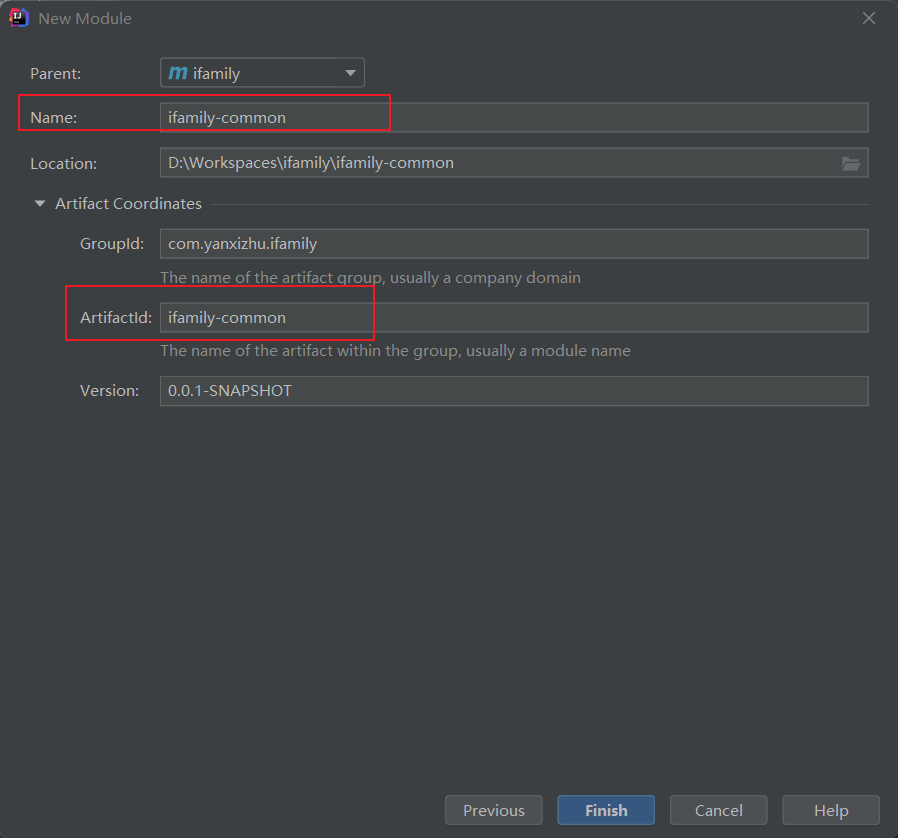 New Module
Parent: ifamily
Name: ifamily-common
Location: D:\Workspaces\ifamily\ifamily-common
Artifact Coordinates
GroupId: com.yanxizhu.ifamily
The name of the artifact group, usually a company domain
ArtifactId: ifamily-common
The name of the artifact within the group, usually a module name
Version: 0.0.1-SNAPSHOT
Previous Finish Cancel Help